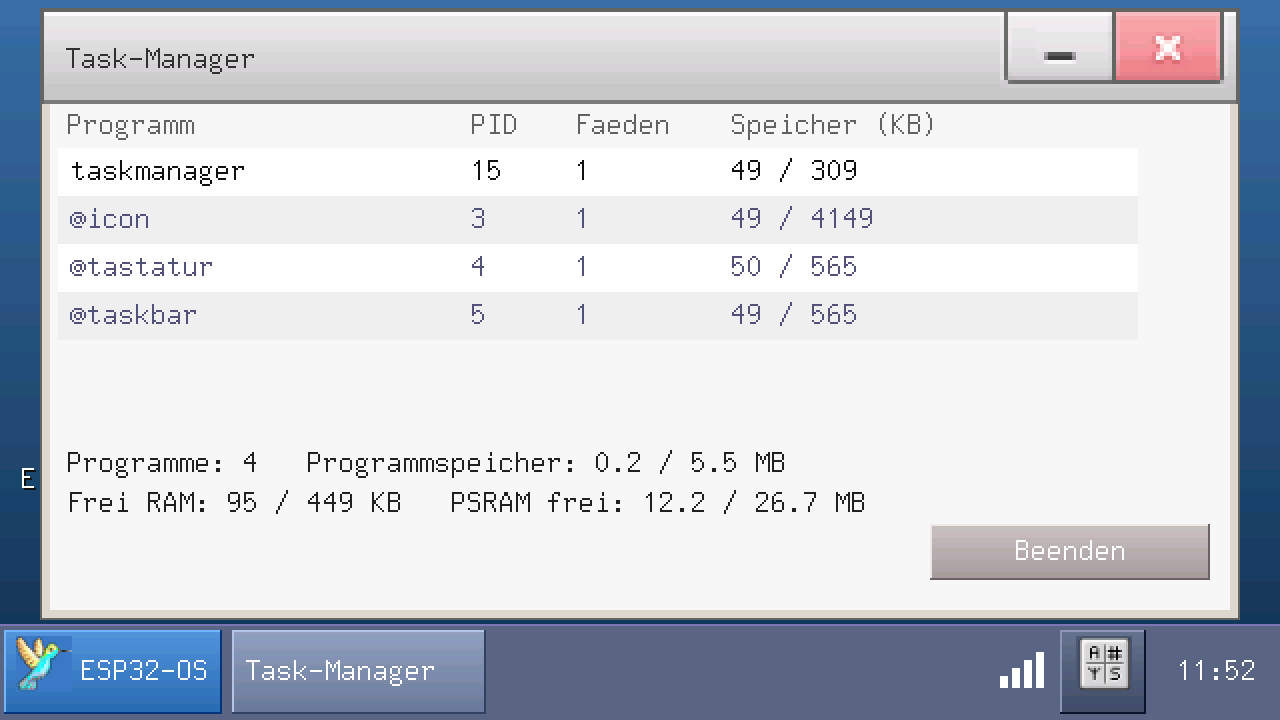 Task-Manager
Programm PID Faeden Speicher (KB)
taskmanager 15 1 49 / 309
@icon 3 1 49 / 4149
@tastatur 4 1 50 / 565
@taskbar 5 1 49 / 565
Programme: 4 Programmspeicher: 0.2 / 5.5 MB
E
Frei RAM: 95 / 449 KB PSRAM frei: 12.2 / 26.7 MB
Beenden
ESP32-OS Task-Manager A # Y S 11:52